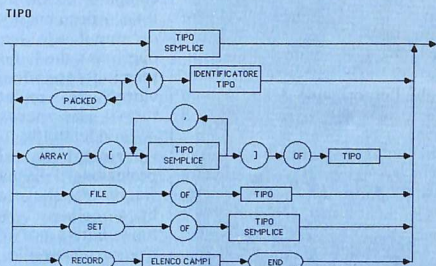 TIPO
TIPO
SEMPLICE
IDENTIFICATORE
TIPO
PACKED
,
ARRAY [ TIPO SEMPLICE ] OF TIPO
FILE OF TIPO
SET OF TIPO SEMPLICE
RECORD ELENCO CAMPI END